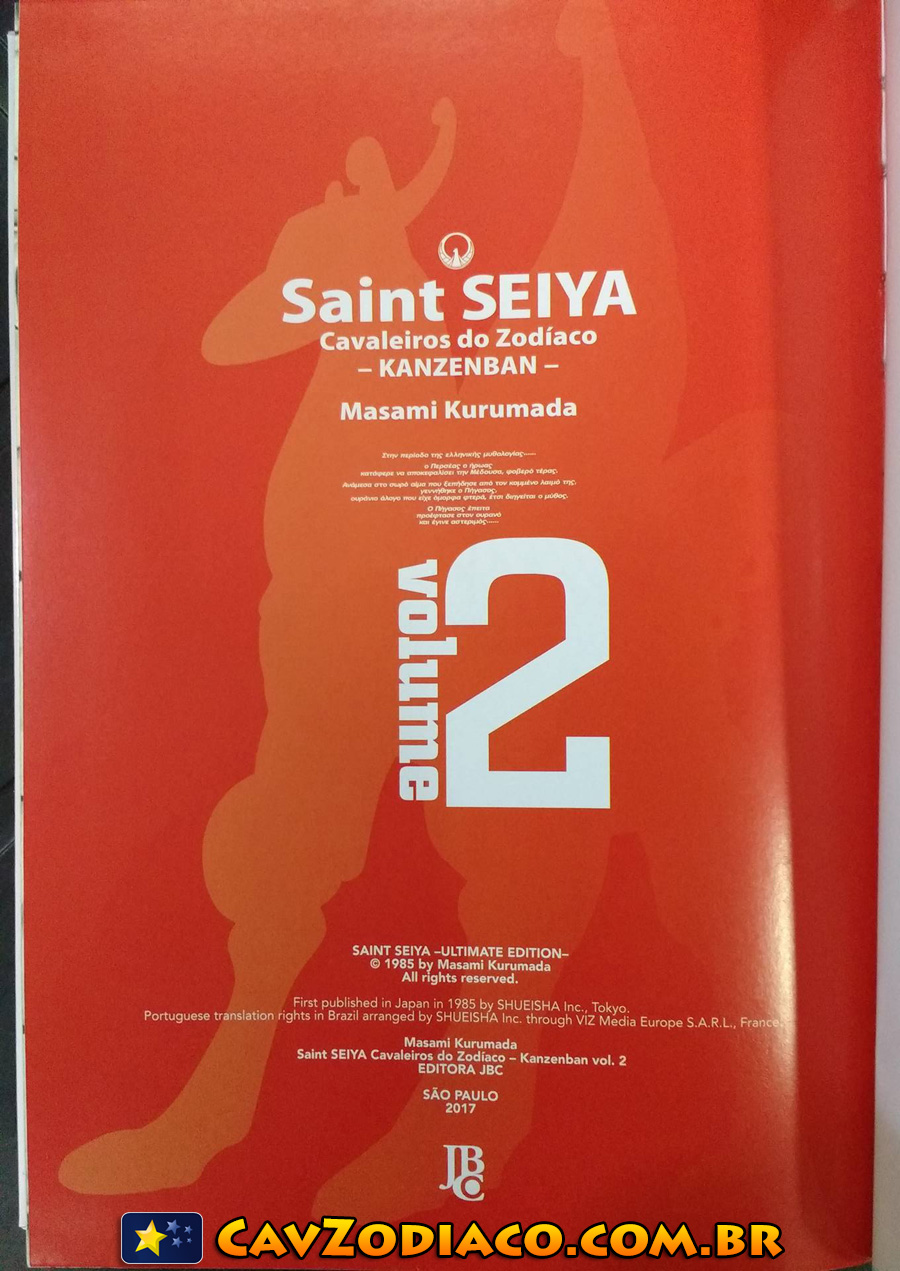 Saint SEIYA
Cavaleiros do Zodíaco
– KANZENBAN –
Masami Kurumada
Στην περίοδο της ελληνικής μυθολογίας......
ο Περσέας ο ήρωας
κατάφερε να αποκεφαλίσει την Μέδουσα, φοβερό τέρας.
Ανάμεσα στο σωρό αίμα που ξεπήδησε από τον κομμένο λαιμό της,
γεννήθηκε ο Πήγασος,
ουράνιο άλογο που είχε όμορφα φτερά, έτσι διηγείται ο μύθος.
Ο Πήγασος έπειτα
προέφτασε στον ουρανό
και έγινε αστερισμός......
volume
2
SAINT SEIYA –ULTIMATE EDITION–
© 1985 by Masami Kurumada
All rights reserved.
First published in Japan in 1985 by SHUEISHA Inc., Tokyo.
Portuguese translation rights in Brazil arranged by SHUEISHA Inc. through VIZ Media Europe S.A.R.L., France.
Masami Kurumada
Saint SEIYA Cavaleiros do Zodíaco – Kanzenban vol. 2
EDITORA JBC
SÃO PAULO
2017
JBC
CAVZODIACO.COM.BR